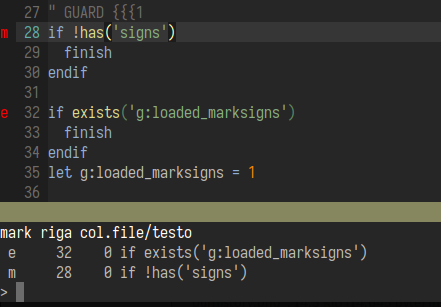 27 " GUARD {{{1
m 28 if !has('signs')
29   finish
30 endif
31
e 32 if exists('g:loaded_marksigns')
33   finish
34 endif
35 let g:loaded_marksigns = 1
36
mark riga col.file/testo
 e     32    0 if exists('g:loaded_marksigns')
 m     28    0 if !has('signs')
>